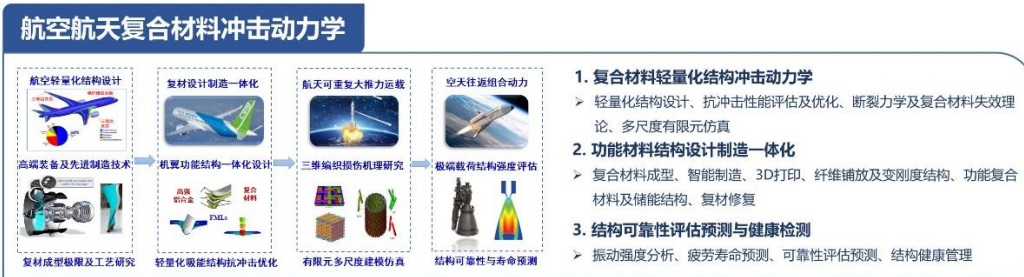 航空航天复合材料冲击动力学
航空轻量化结构设计
高端装备及先进制造技术
复材成型极限及工艺研究
复材设计制造一体化
机翼功能结构一体化设计
高强
铝合金
复合
材料
FMLs
轻量化吸能结构抗冲击优化
航天可重复大推力运载
三维编织损伤机理研究
有限元多尺度建模仿真
空天往返组合动力
极端载荷结构强度评估
结构可靠性与寿命预测
1. 复合材料轻量化结构冲击动力学
➢ 轻量化结构设计、抗冲击性能评估及优化、断裂力学及复合材料失效理
论、多尺度有限元仿真
2. 功能材料结构设计制造一体化
➢ 复合材料成型、智能制造、3D打印、纤维铺放及变刚度结构、功能复合
材料及储能结构、复材修复
3. 结构可靠性评估预测与健康检测
➢ 振动强度分析、疲劳寿命预测、可靠性评估预测、结构健康管理